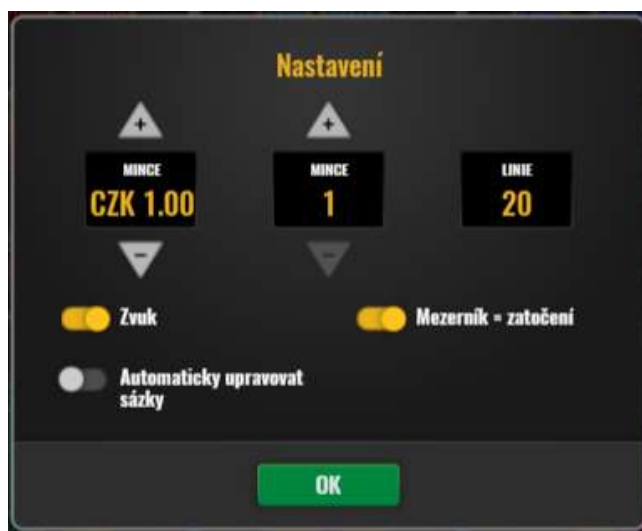 Nastavení
+ +
MINCE MINCE LINIE
CZK 1.00 1 20
− −
Zvuk Mezerník = zatočení
Automaticky upravovat
sázky
OK